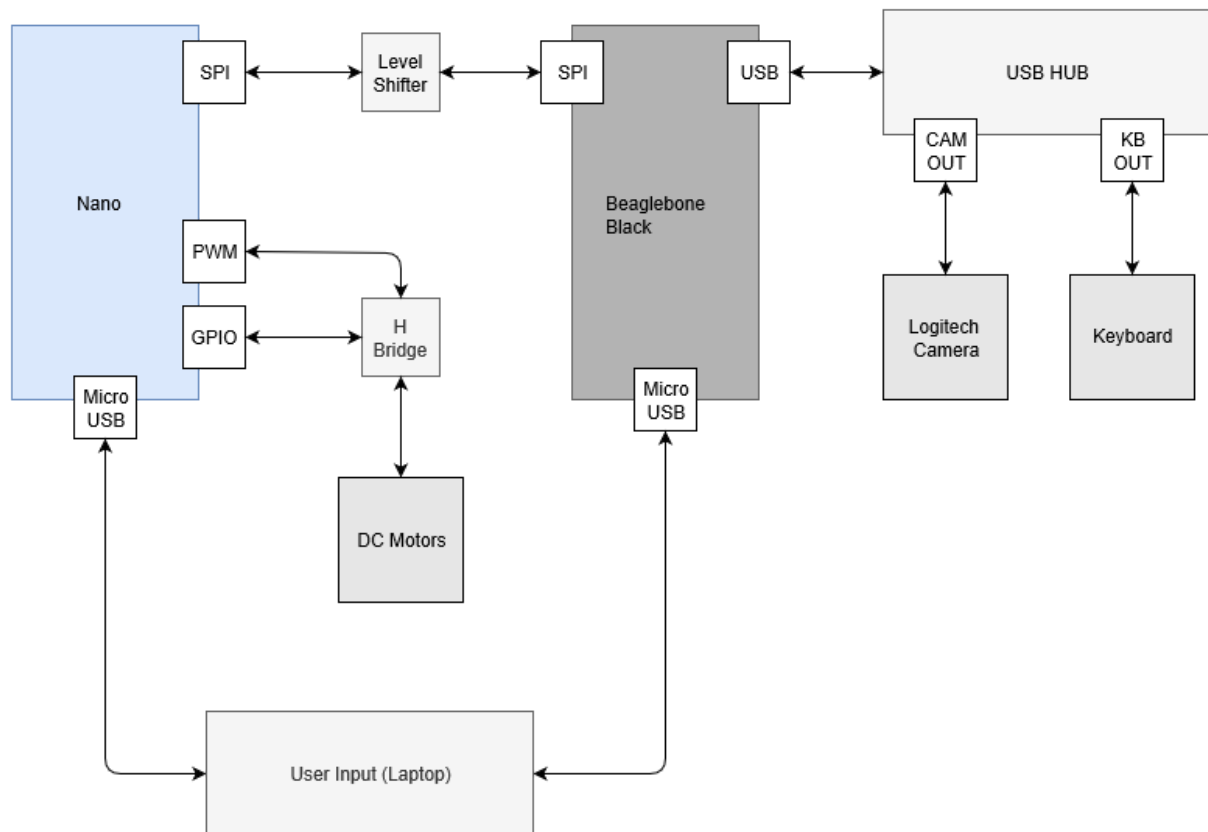 SPI
Level
Shifter
SPI
USB
USB HUB
CAM
OUT
KB
OUT
Nano
Beaglebone
Black
PWM
GPIO
H
Bridge
Logitech
Camera
Keyboard
Micro
USB
Micro
USB
DC Motors
User Input (Laptop)